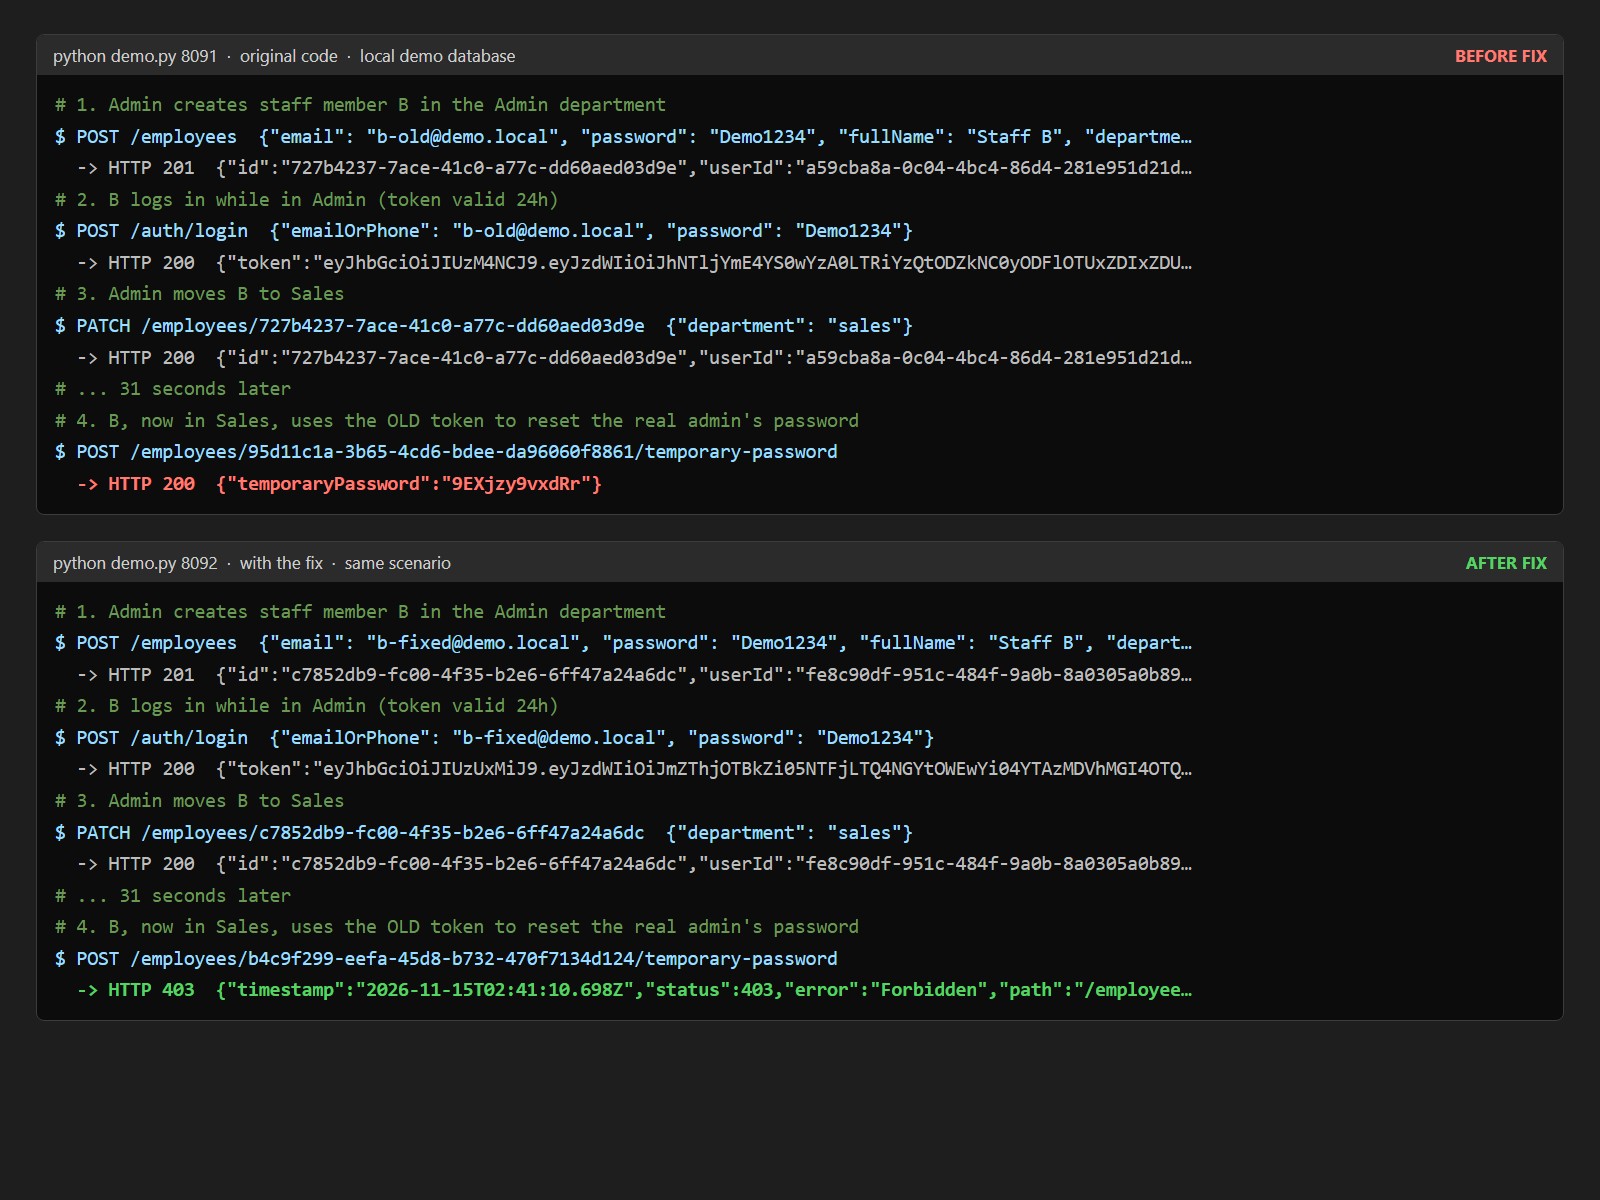 python demo.py 8091 · original code · local demo database
BEFORE FIX
# 1. Admin creates staff member B in the Admin department
$ POST /employees {"email": "b-old@demo.local", "password": "Demo1234", "fullName": "Staff B", "departme…
-> HTTP 201 {"id":"727b4237-7ace-41c0-a77c-dd60aed03d9e","userId":"a59cba8a-0c04-4bc4-86d4-281e951d21d…
# 2. B logs in while in Admin (token valid 24h)
$ POST /auth/login {"emailOrPhone": "b-old@demo.local", "password": "Demo1234"}
-> HTTP 200 {"token":"eyJhbGciOiJIUzM4NCJ9.eyJzdWIiOiJhNTljYmE4YS0wYzA0LTRiYzQtODZkNC0yODFlOTUxZDIxZDU…
# 3. Admin moves B to Sales
$ PATCH /employees/727b4237-7ace-41c0-a77c-dd60aed03d9e {"department": "sales"}
-> HTTP 200 {"id":"727b4237-7ace-41c0-a77c-dd60aed03d9e","userId":"a59cba8a-0c04-4bc4-86d4-281e951d21d…
# ... 31 seconds later
# 4. B, now in Sales, uses the OLD token to reset the real admin's password
$ POST /employees/95d11c1a-3b65-4cd6-bdee-da96060f8861/temporary-password
-> HTTP 200 {"temporaryPassword":"9EXjzy9vxdRr"}
python demo.py 8092 · with the fix · same scenario
AFTER FIX
# 1. Admin creates staff member B in the Admin department
$ POST /employees {"email": "b-fixed@demo.local", "password": "Demo1234", "fullName": "Staff B", "depart…
-> HTTP 201 {"id":"c7852db9-fc00-4f35-b2e6-6ff47a24a6dc","userId":"fe8c90df-951c-484f-9a0b-8a0305a0b89…
# 2. B logs in while in Admin (token valid 24h)
$ POST /auth/login {"emailOrPhone": "b-fixed@demo.local", "password": "Demo1234"}
-> HTTP 200 {"token":"eyJhbGciOiJIUzUxMiJ9.eyJzdWIiOiJmZThjOTBkZi05NTFjLTQ4NGYtOWEwYi04YTAzMDVhMGI4OTQ…
# 3. Admin moves B to Sales
$ PATCH /employees/c7852db9-fc00-4f35-b2e6-6ff47a24a6dc {"department": "sales"}
-> HTTP 200 {"id":"c7852db9-fc00-4f35-b2e6-6ff47a24a6dc","userId":"fe8c90df-951c-484f-9a0b-8a0305a0b89…
# ... 31 seconds later
# 4. B, now in Sales, uses the OLD token to reset the real admin's password
$ POST /employees/b4c9f299-eefa-45d8-b732-470f7134d124/temporary-password
-> HTTP 403 {"timestamp":"2026-11-15T02:41:10.698Z","status":403,"error":"Forbidden","path":"/employee…